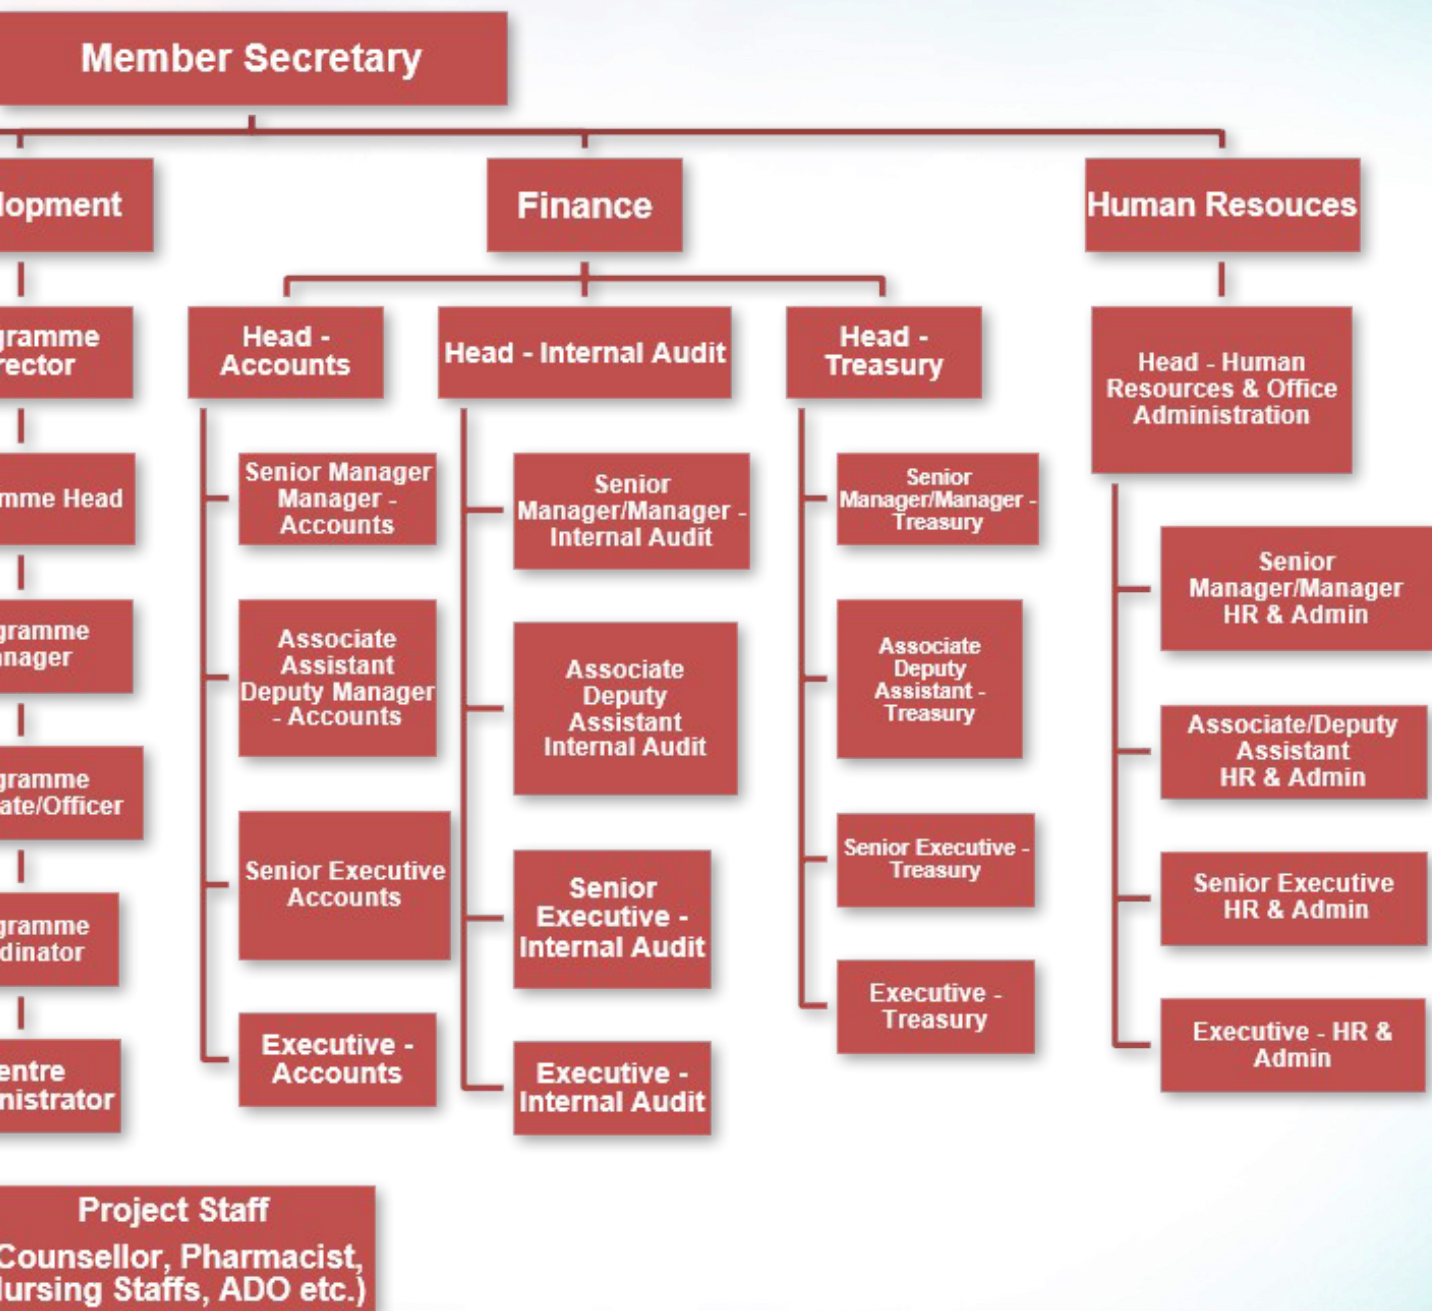 Member Secretary
lopment
Finance
Human Resouces
gramme
rector
Head -
Accounts
Head - Internal Audit
Head -
Treasury
Head - Human
Resources & Office
Administration
mme Head
Senior Manager
Manager -
Accounts
Senior
Manager/Manager -
Internal Audit
Senior
Manager/Manager -
Treasury
Senior
Manager/Manager
HR & Admin
gramme
nager
Associate
Assistant
Deputy Manager
- Accounts
Associate
Deputy
Assistant
Internal Audit
Associate
Deputy
Assistant -
Treasury
Associate/Deputy
Assistant
HR & Admin
gramme
ate/Officer
Senior Executive
Accounts
Senior
Executive -
Internal Audit
Senior Executive -
Treasury
Senior Executive
HR & Admin
gramme
dinator
Executive -
Accounts
Executive -
Internal Audit
Executive -
Treasury
Executive - HR &
Admin
entre
nistrator
Project Staff
Counsellor, Pharmacist,
ursing Staffs, ADO etc.)